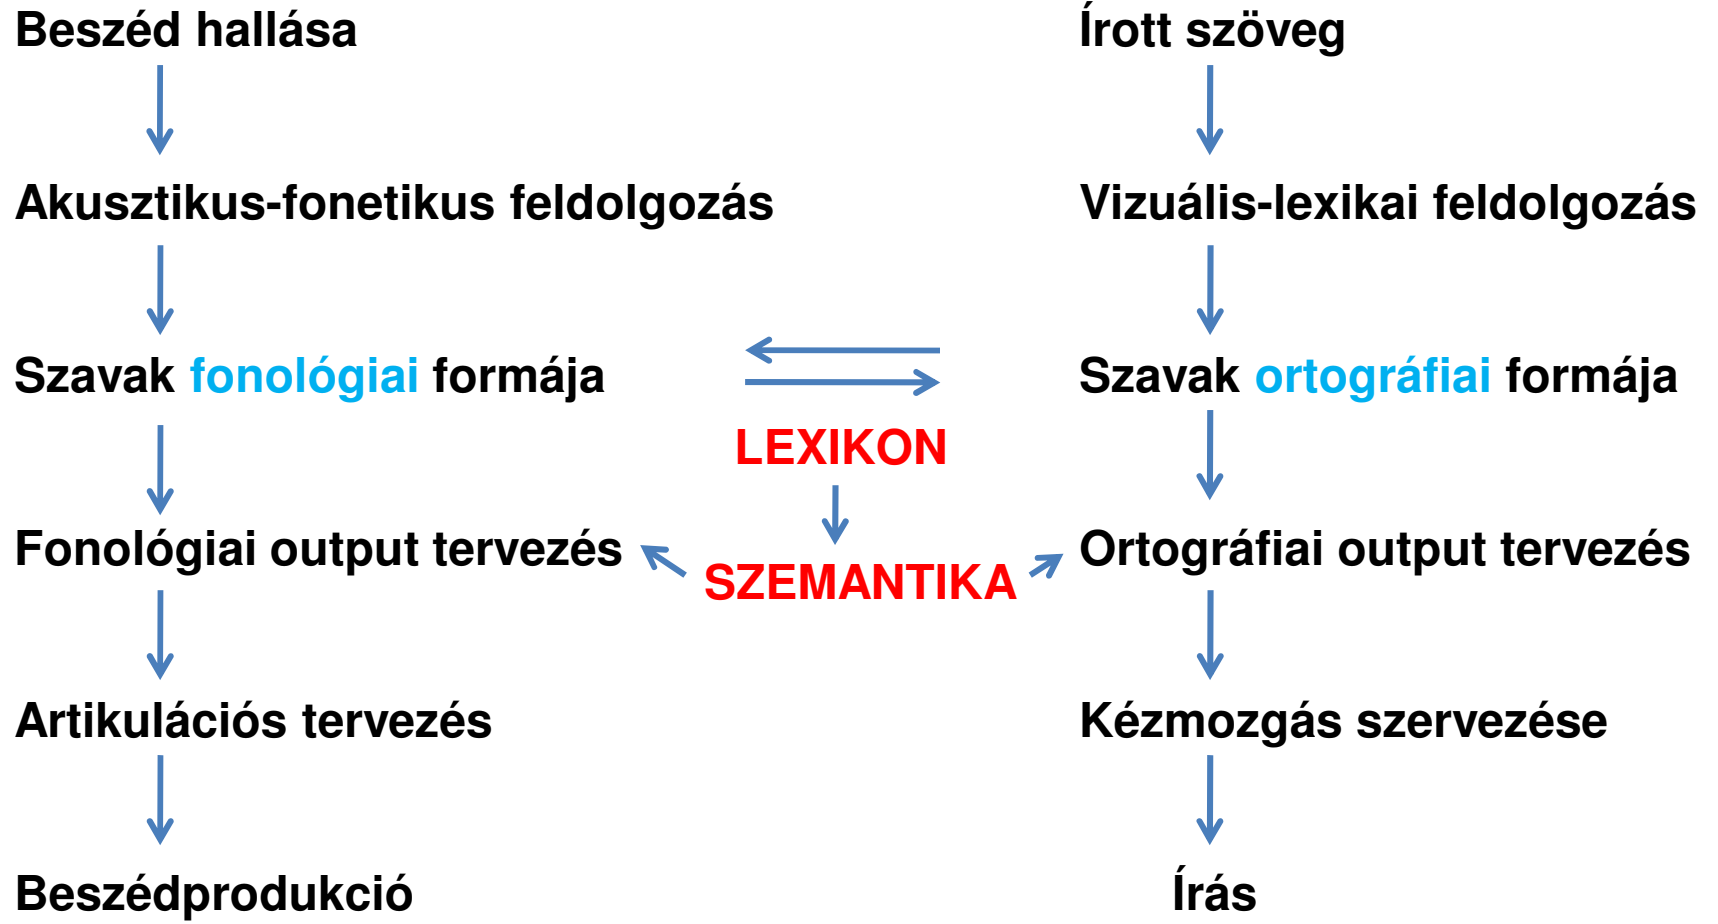 Beszéd hallása
Írott szöveg
Akusztikus-fonetikus feldolgozás
Vizuális-lexikai feldolgozás
Szavak fonológiai formája
Szavak ortográfiai formája
LEXIKON
Fonológiai output tervezés
Ortográfiai output tervezés
SZEMANTIKA
Artikulációs tervezés
Kézmozgás szervezése
Beszédprodukció
Írás